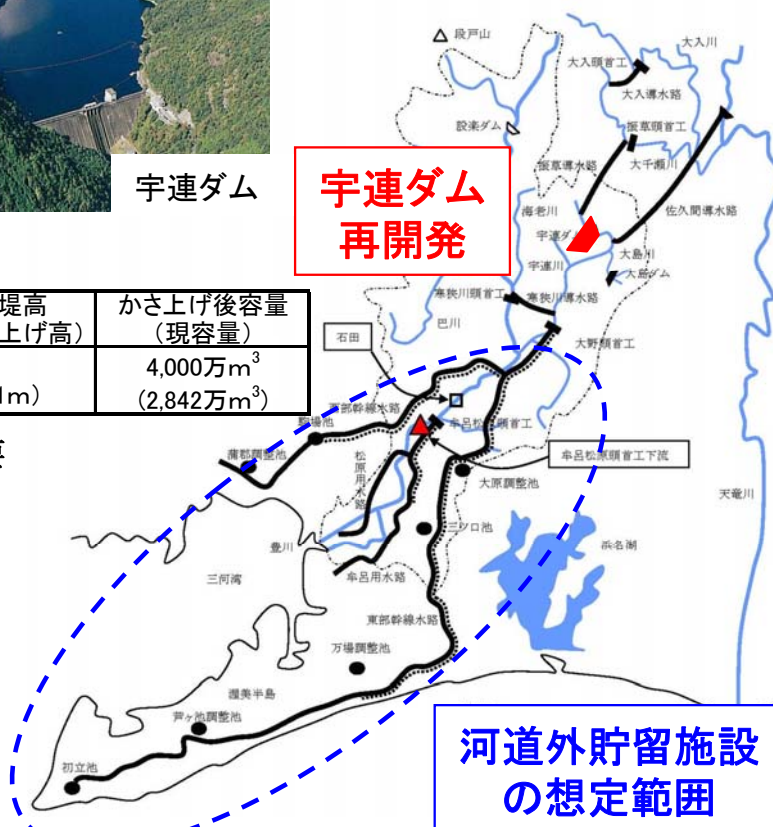 宇連ダム
宇連ダム
再開発
堤高
上げ高)
かさ上げ後容量
(現容量)
1m)
4,000万m³
(2,842万m³)
要
段戸山
設楽ダム
大入頭首工
大入川
大入導水路
振草頭首工
振草導水路
大千瀬川
佐久間導水路
海老川
宇連ダム
宇連川
大島川
大島ダム
寒狭川頭首工
寒狭川導水路
巴川
大野頭首工
石田
西部幹線水路
駒場池
蒲郡調整池
牟呂松原頭首工
牟呂松原頭首工下流
松原用水路
大原調整池
三ツ口池
天竜川
浜名湖
豊川
三河湾
牟呂用水路
東部幹線水路
万場調整池
渥美半島
芦ヶ池調整池
初立池
河道外貯留施設
の想定範囲